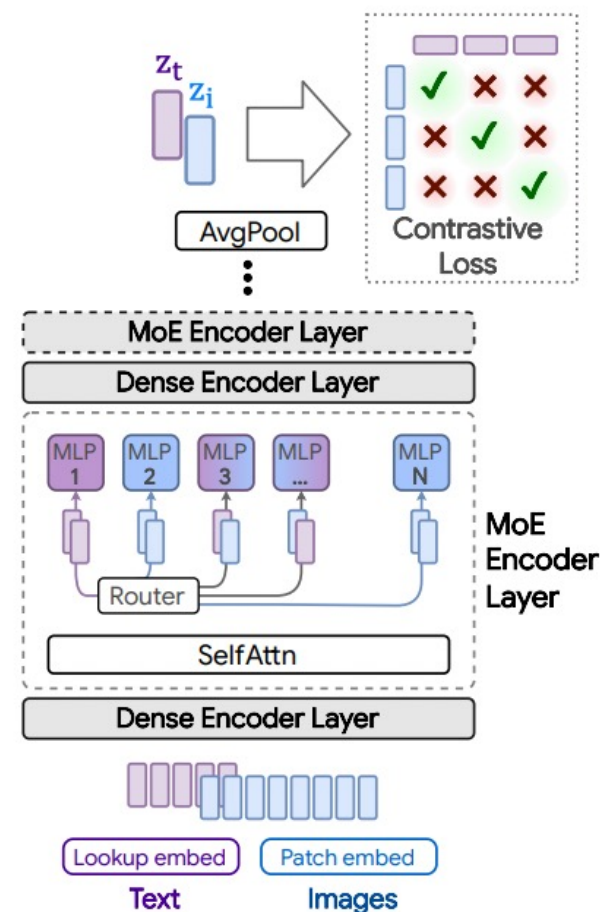 z_t
z_i
Contrastive
Loss
AvgPool
MoE Encoder Layer
Dense Encoder Layer
MLP
1
MLP
2
MLP
3
MLP
...
MLP
N
Router
SelfAttn
MoE
Encoder
Layer
Dense Encoder Layer
Lookup embed
Patch embed
Text
Images